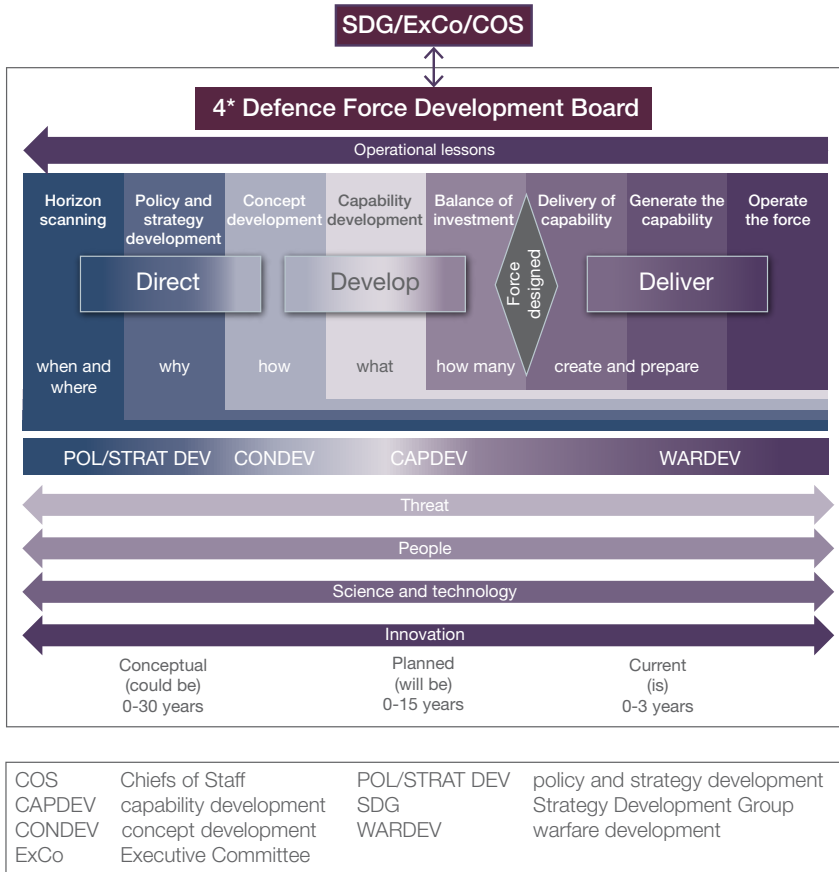 SDG/ExCo/COS
4* Defence Force Development Board
Operational lessons
Horizon scanning
Policy and strategy development
Concept development
Capability development
Balance of investment
Delivery of capability
Generate the capability
Operate the force
Direct
Develop
Force designed
Deliver
when and where
why
how
what
how many
create and prepare
POL/STRAT DEV
CONDEV
CAPDEV
WARDEV
Threat
People
Science and technology
Innovation
Conceptual
(could be)
0-30 years
Planned
(will be)
0-15 years
Current
(is)
0-3 years
COS Chiefs of Staff POL/STRAT DEV policy and strategy development
CAPDEV capability development SDG Strategy Development Group
CONDEV concept development WARDEV warfare development
ExCo Executive Committee